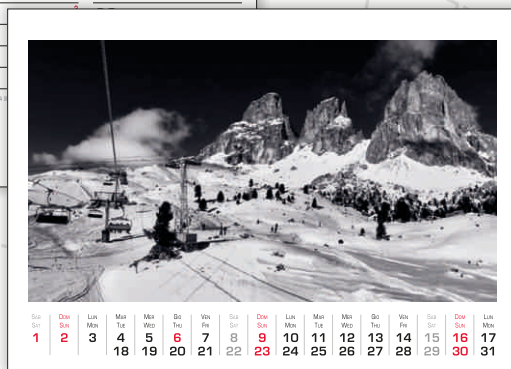 SAB DOM LUN MAR MER GIO VEN SAB DOM LUN MAR MER GIO VEN SAB DOM LUN
SAT SUN MON TUE WED THU FRI SAT SUN MON TUE WED THU FRI SAT SUN MON
1 2 3 4 5 6 7 8 9 10 11 12 13 14 15 16 17
18 19 20 21 22 23 24 25 26 27 28 29 30 31